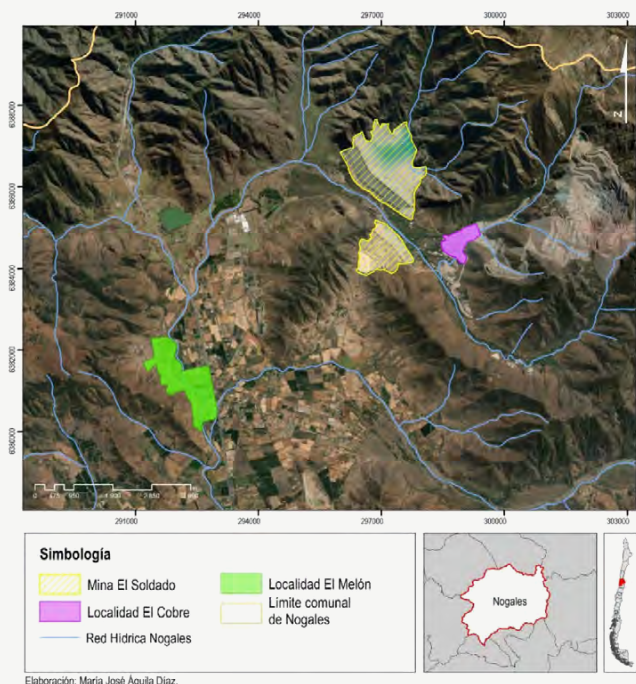 291000 294000 297000 300000 303000
6388000
6386000
6384000
6382000
6380000
N
291000 294000 297000 300000 303000
Simbología
Mina El Soldado
Localidad El Melón
Localidad El Cobre
Limite comunal
de Nogales
Red Hídrica Nogales
Nogales
Elaboración: María José Águila Díaz.